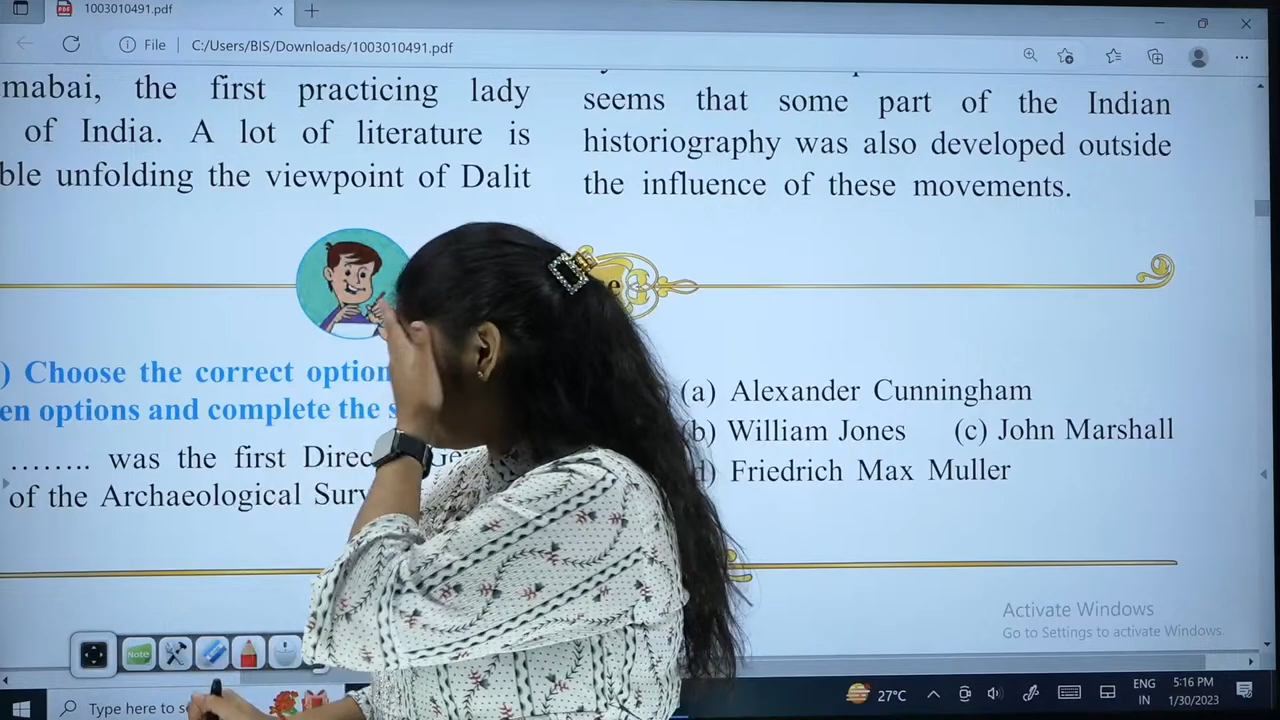 1003010491.pdf
File
C:/Users/BIS/Downloads/1003010491.pdf
mabai, the first practicing lady
of India. A lot of literature is
ble unfolding the viewpoint of Dalit
seems that some part of the Indian
historiography was also developed outside
the influence of these movements.
) Choose the correct option
en options and complete the s
........ was the first Direc Ge
of the Archaeological Surv
(a) Alexander Cunningham
(b) William Jones (c) John Marshall
(d) Friedrich Max Muller
Activate Windows
Go to Settings to activate Windows.
Note
Type here to s
27°C
ENG
IN
5:16 PM
1/30/2023